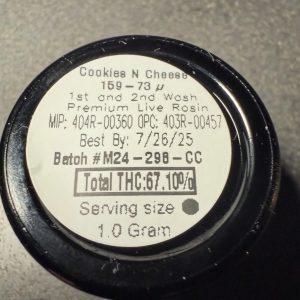 Cookies N Cheese
159-73 μ
1st and 2nd Wash
Premium Live Rosin
MIP: 404R-00360 OPC: 403R-00457
Best By: 7/26/25
Batch #M24-298-CC
Total THC:67.10%
Serving size
1.0 Gram